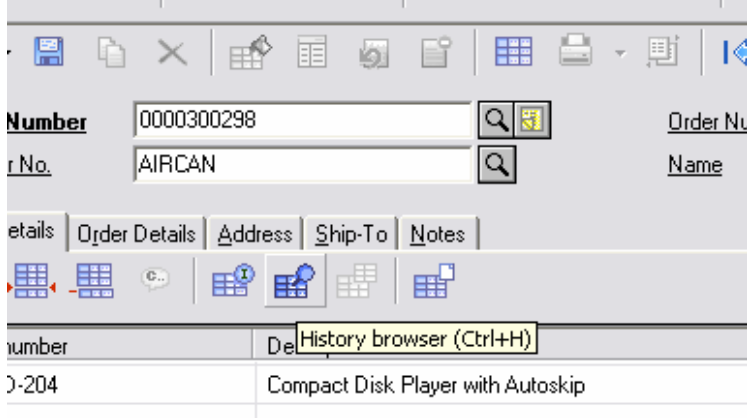 Number 0000300298 Order Nu
r No. AIRCAN Name
etails Order Details Address Ship-To Notes
C..
History browser (Ctrl+H)
number De
D-204 Compact Disk Player with Autoskip